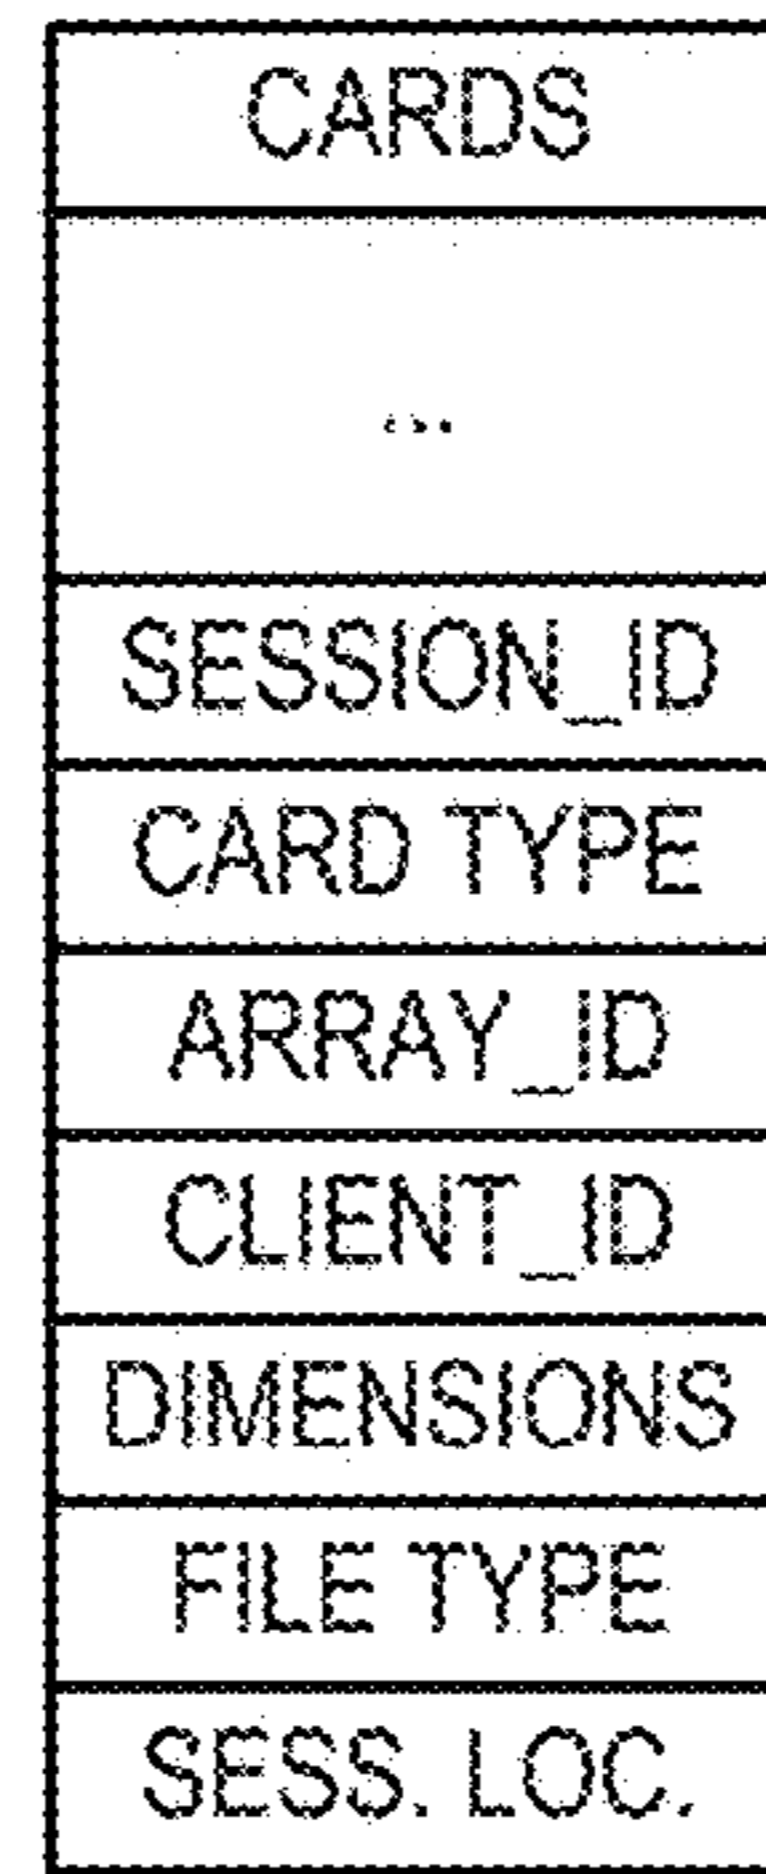 CARDS
...
SESSION_ID
CARD TYPE
ARRAY_ID
CLIENT_ID
DIMENSIONS
FILE TYPE
SESS. LOC.